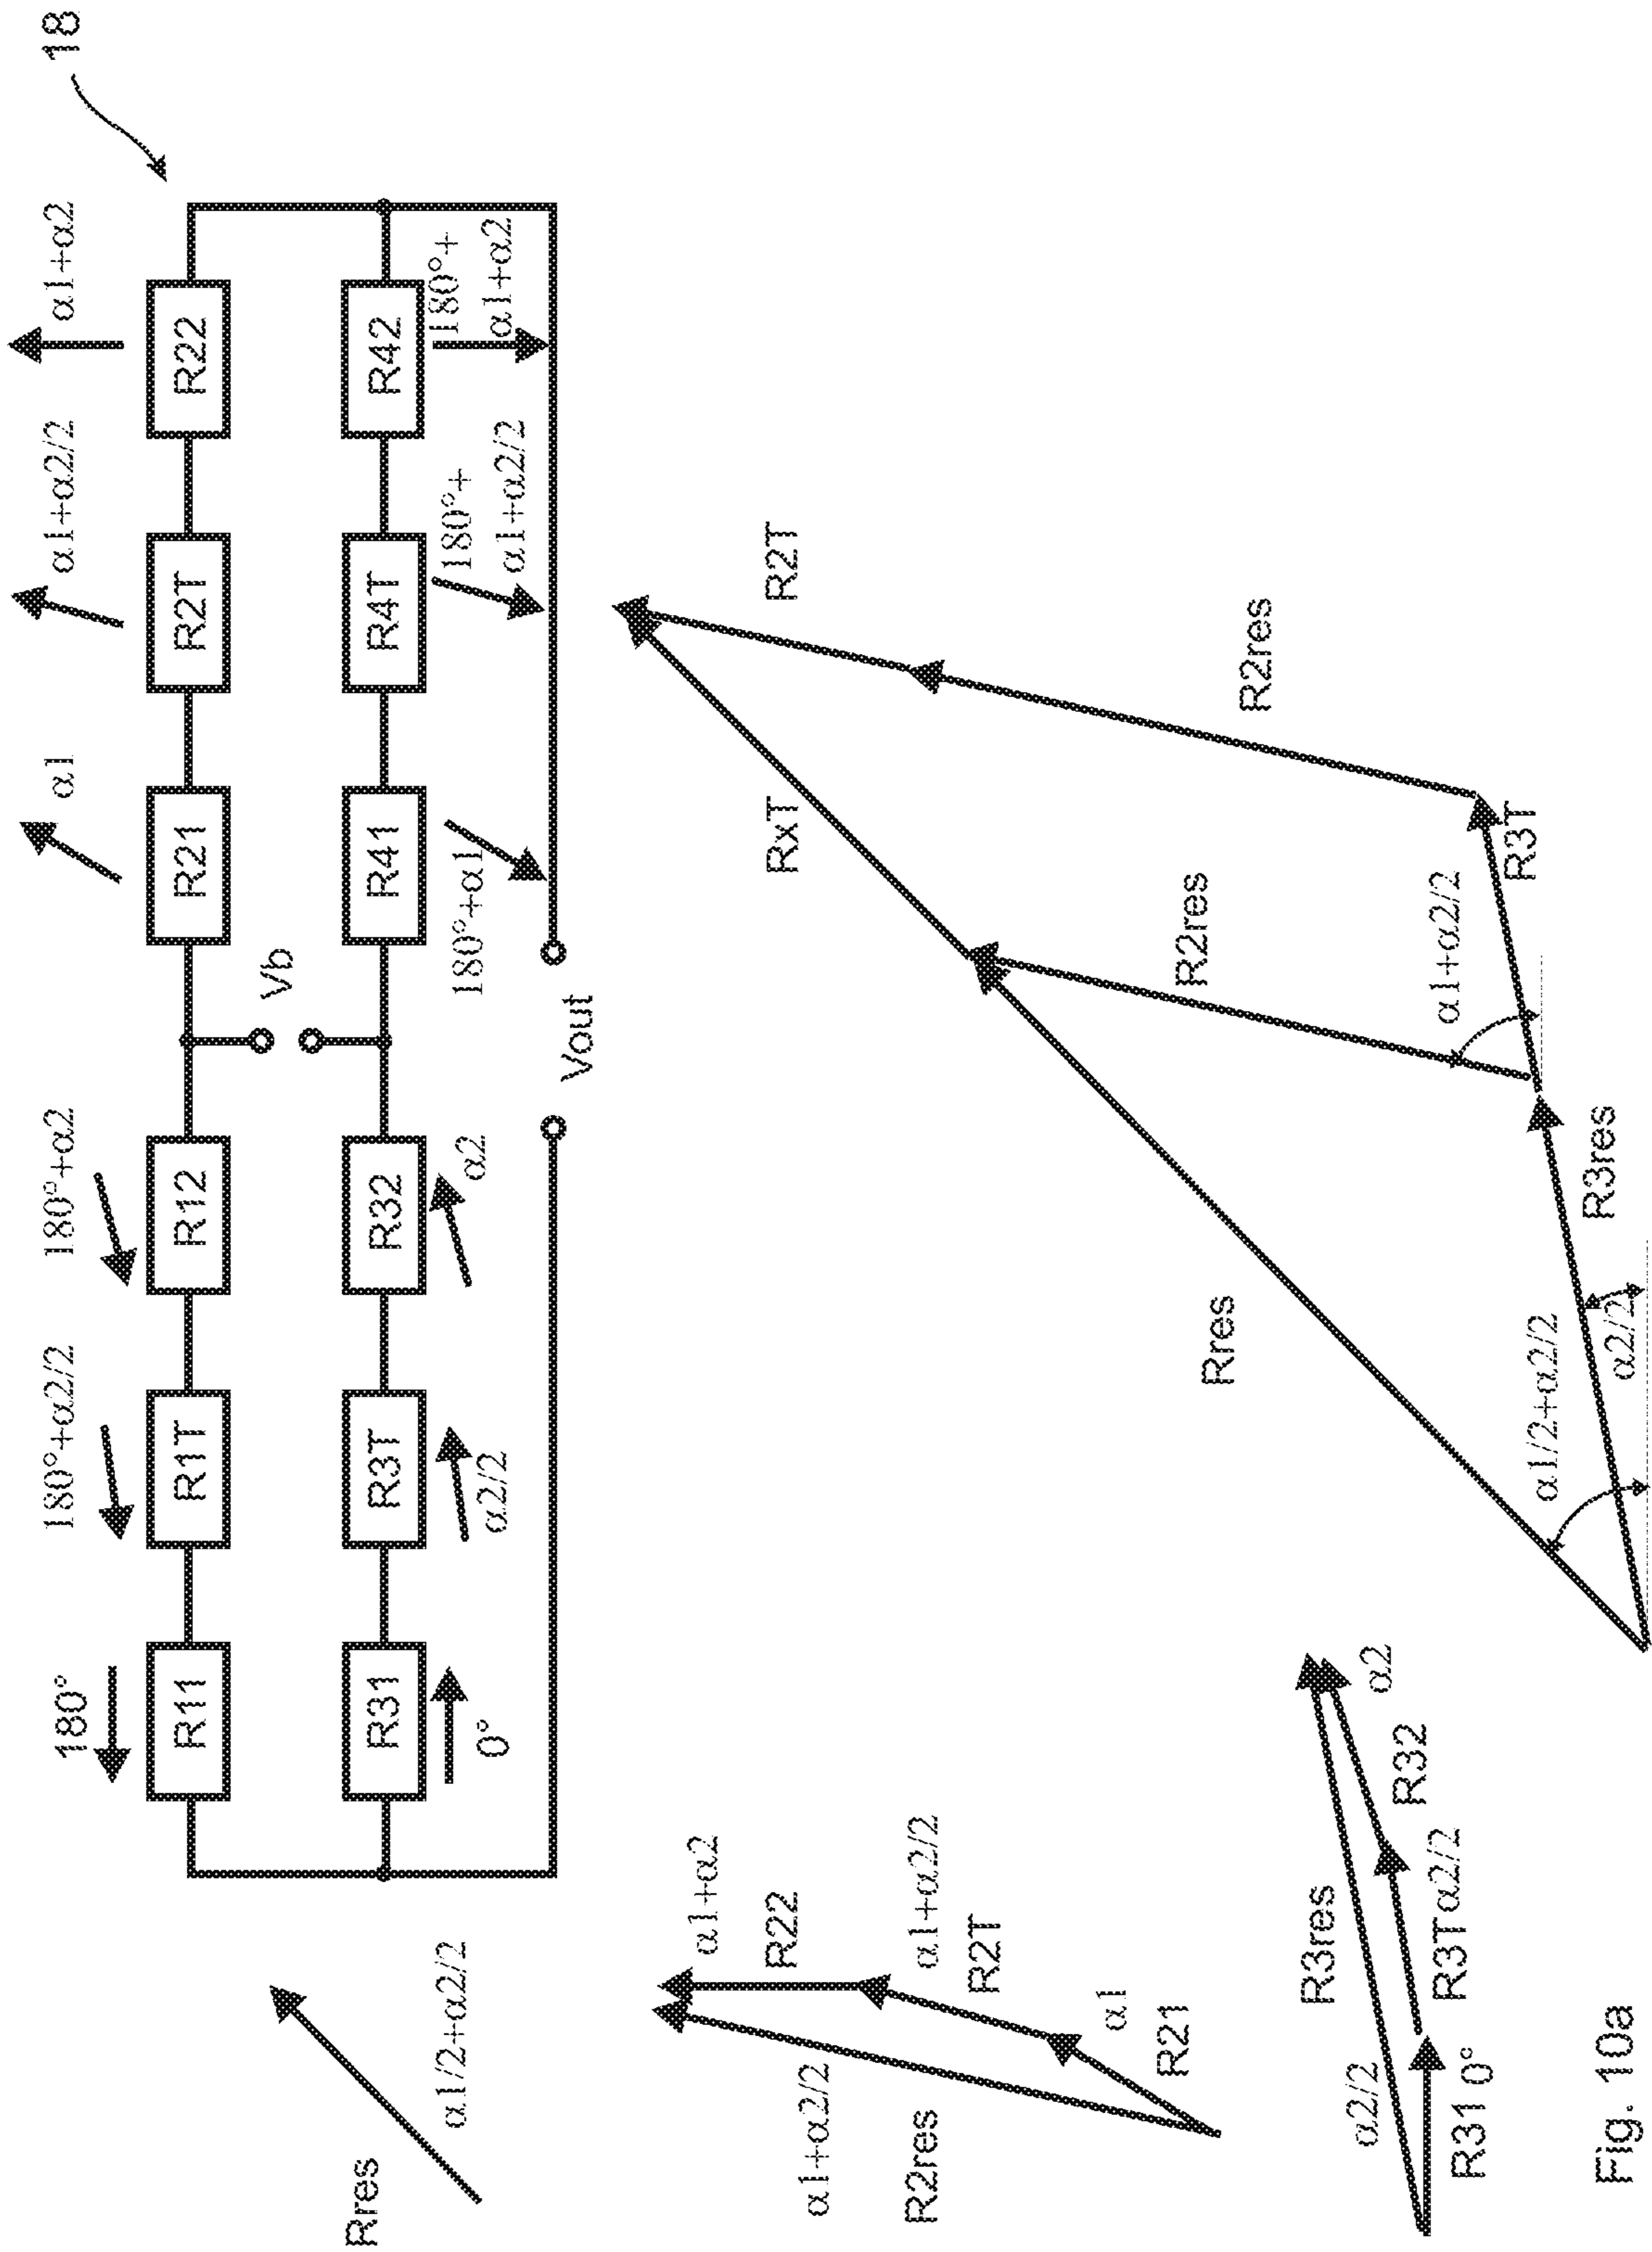 18
180°
180°+α2/2
180°+α2
α1
α1+α2/2
α1+α2
R11
R1T
R12
R21
R2T
R22
Vb
R31
R3T
R32
R41
R4T
R42
0°
α2/2
α2
180°+α1
180°+
α1+α2/2
180°+
α1+α2
Vout
Rres
α1/2+α2/2
α1+α2
R22
α1+α2/2
R2T
α1
R21
α1+α2/2
R2res
R3res
α2/2
R31 0°
R3Tα2/2
R32
α2
RxT
R2T
Rres
R2res
R2res
α1+α2/2
R3T
α1/2+α2/2
α2/2
R3res
Fig. 10a